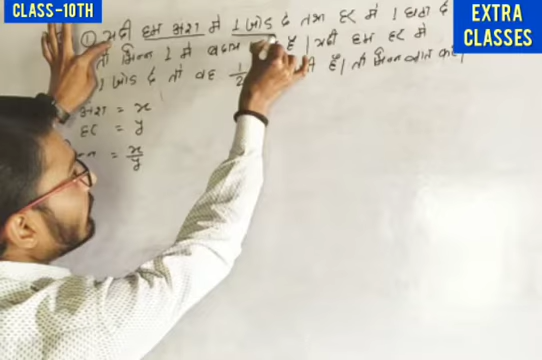 CLASS-10TH
EXTRA
CLASSES
① यदी हम अंश में 1 जोड़ दे तथा हर में 1 घटा दे
तो भिन्न 1 में बदल है | यदी हम हर में
1 जोड़ दे तो वह 1/2 है | तो भिन्न ज्ञात करें |
अंश = x
हर = y
= x/y